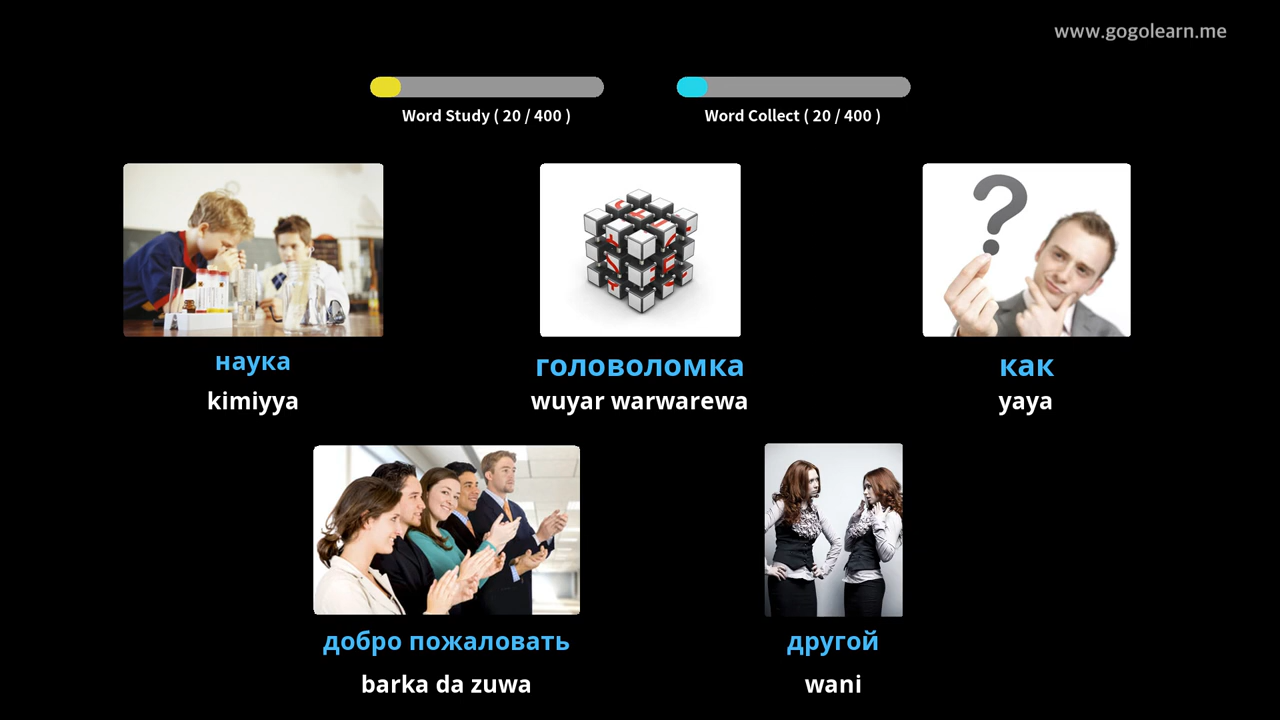 www.gogolearn.me
Word Study ( 20 / 400 )
Word Collect ( 20 / 400 )
наука
kimiyya
головоломка
wuyar warwarewa
как
yaya
добро пожаловать
barka da zuwa
другой
wani